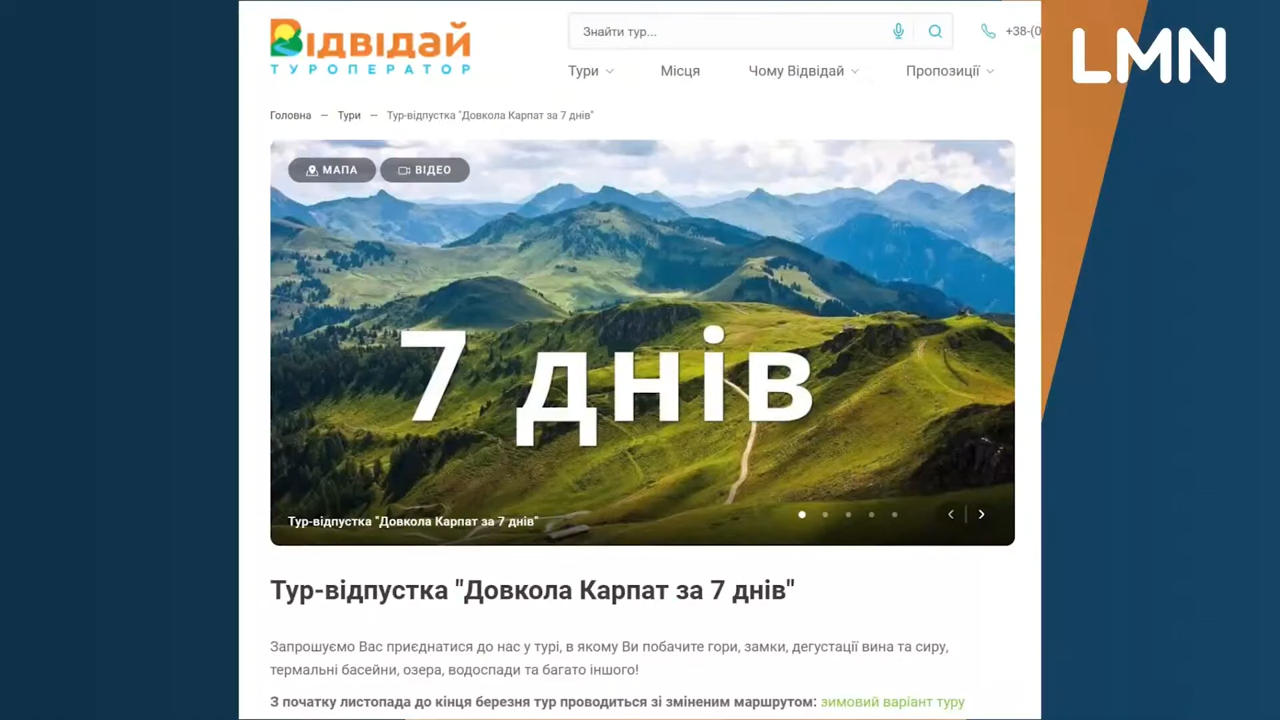 Відвідай
ТУРОПЕРАТОР
Знайти тур...
+38-(0
LMN
Тури
Місця
Чому Відвідай
Пропозиції
Головна — Тури — Тур-відпустка "Довкола Карпат за 7 днів"
МАПА
ВІДЕО
7 днів
Тур-відпустка "Довкола Карпат за 7 днів"
Тур-відпустка "Довкола Карпат за 7 днів"
Запрошуємо Вас приєднатися до нас у турі, в якому Ви побачите гори, замки, дегустації вина та сиру,
термальні басейни, озера, водоспади та багато іншого!
З початку листопада до кінця березня тур проводиться зі зміненим маршрутом: зимовий варіант туру